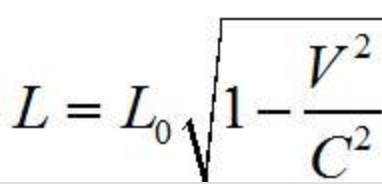 L = L₀ √(1 − V²/C²)